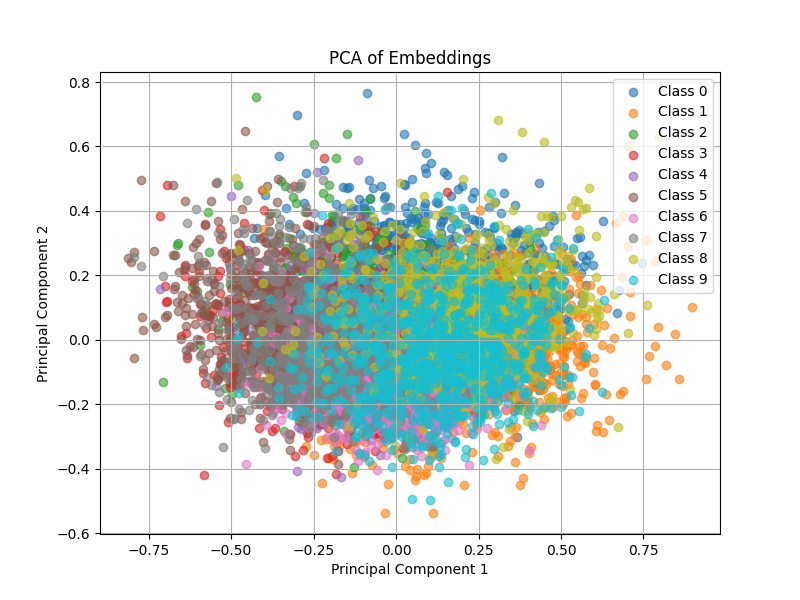 PCA of Embeddings
Class 0
Class 1
Class 2
Class 3
Class 4
Class 5
Class 6
Class 7
Class 8
Class 9
0.8
0.6
0.4
0.2
0.0
−0.2
−0.4
−0.6
Principal Component 2
−0.75 −0.50 −0.25 0.00 0.25 0.50 0.75
Principal Component 1